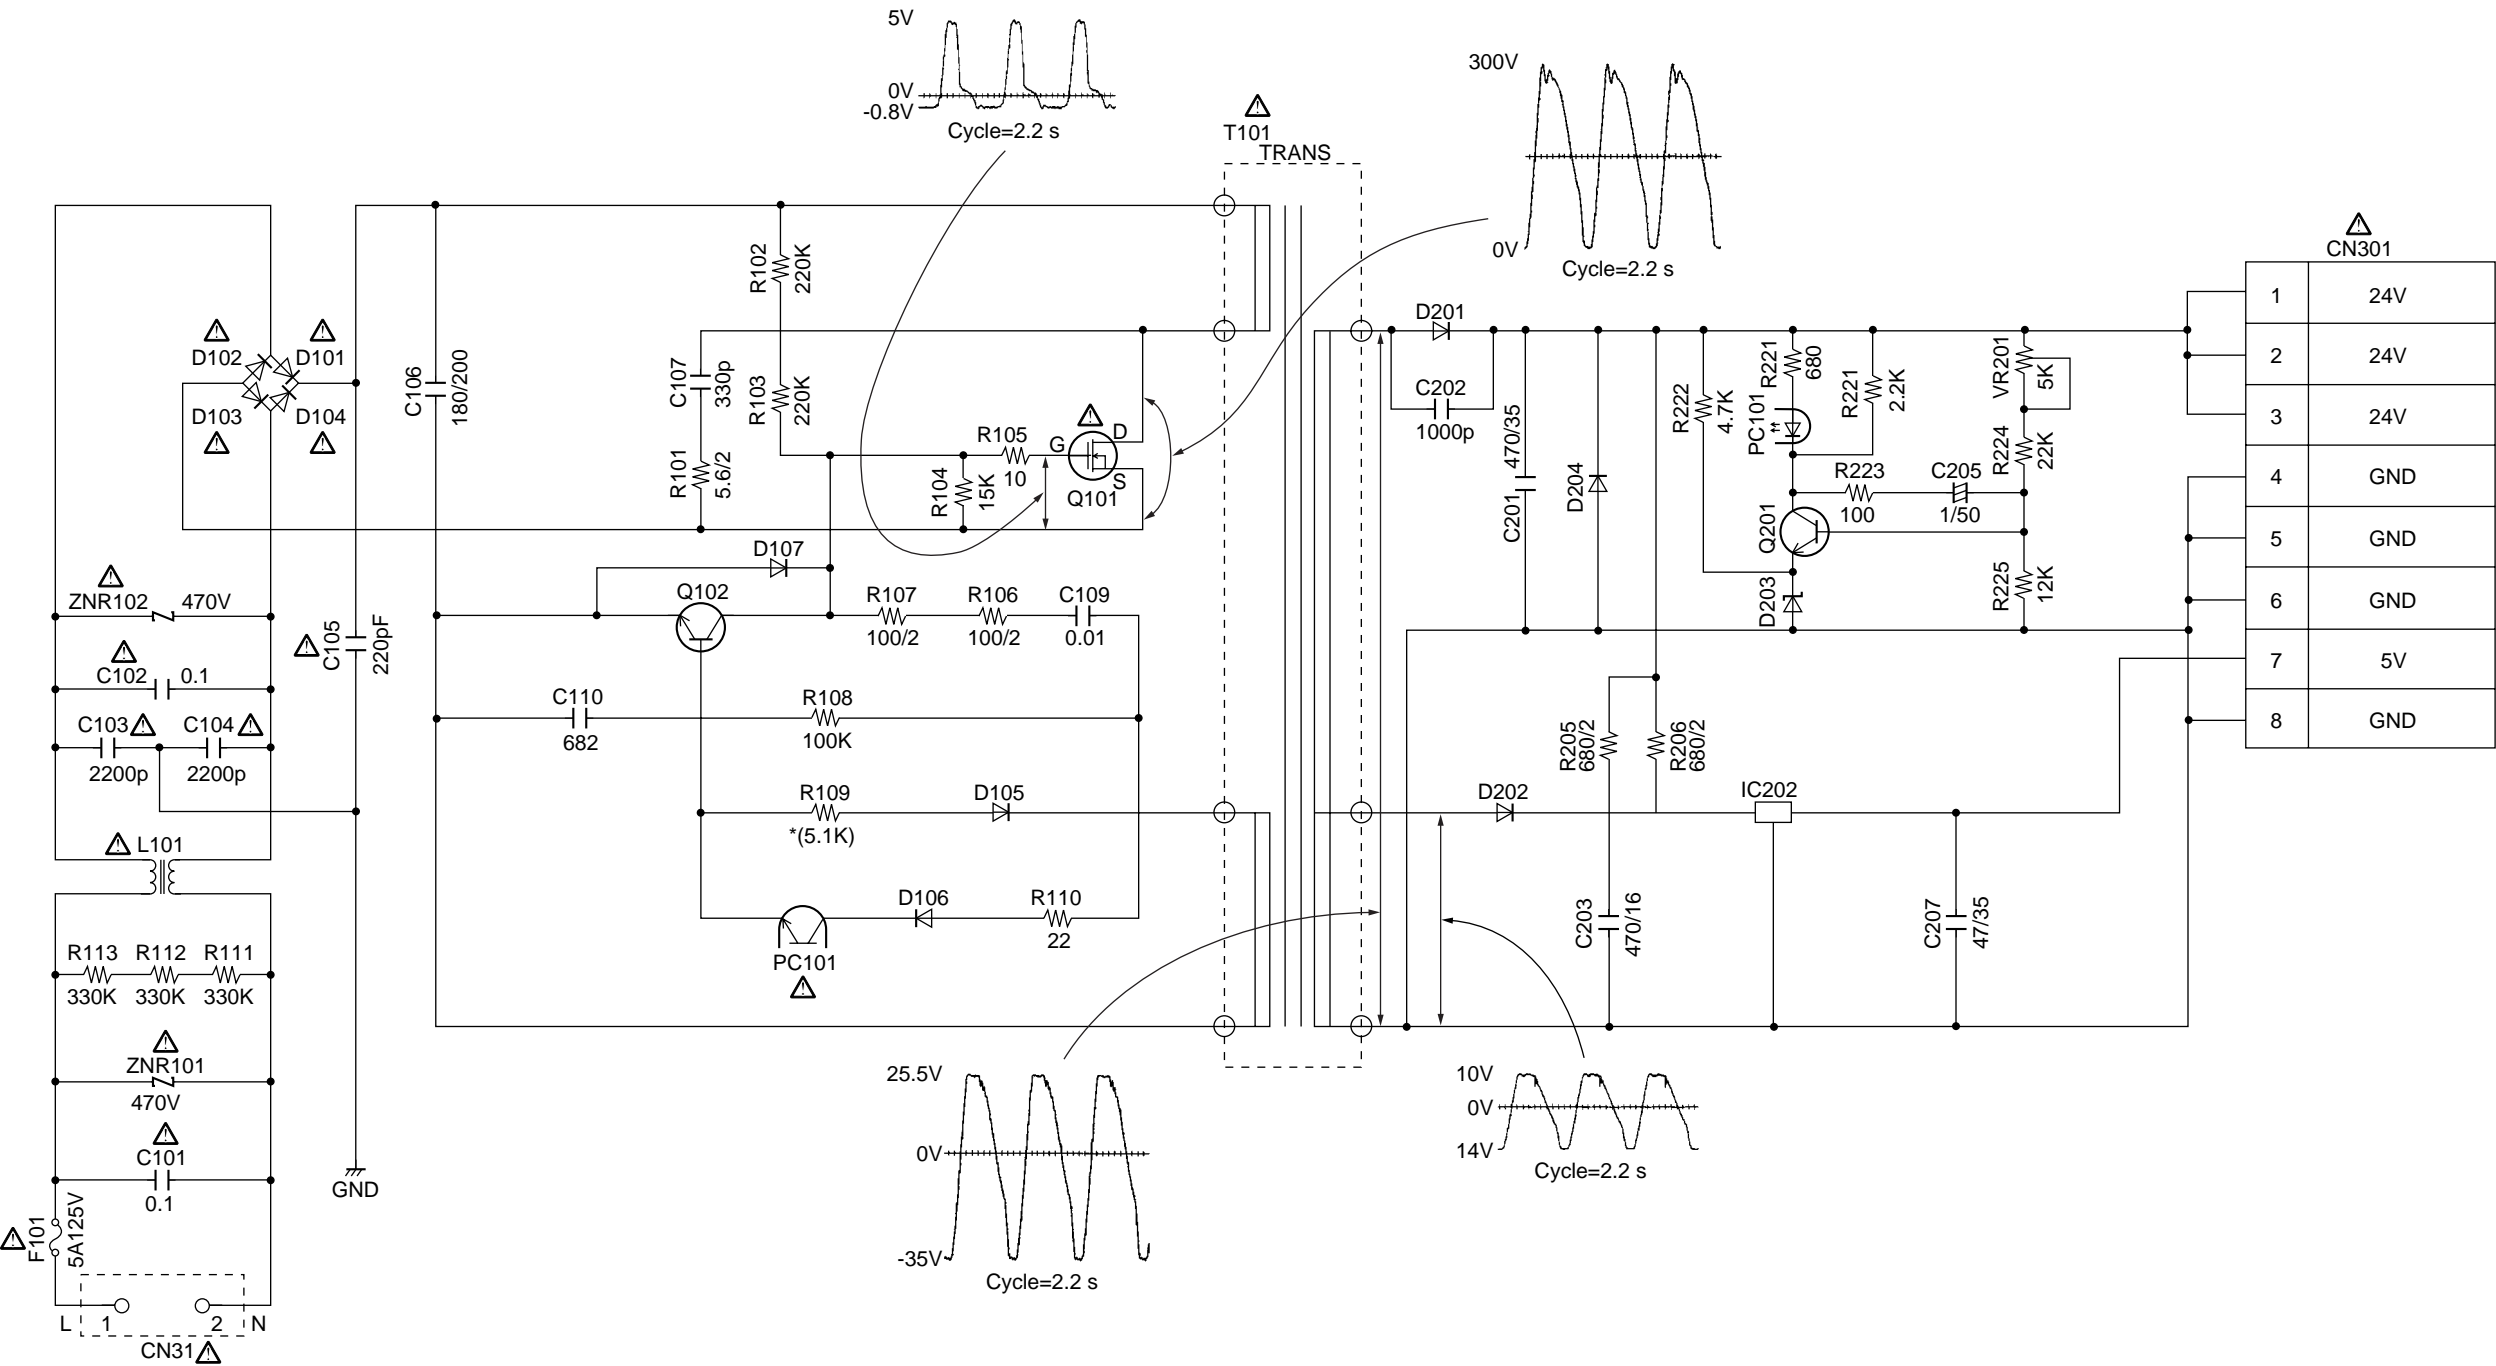 5V
0V
-0.8V
Cycle=2.2 s
300V
0V
Cycle=2.2 s
T101
TRANS
CN301
1 24V
2 24V
3 24V
4 GND
5 GND
6 GND
7 5V
8 GND
D102
D101
D103
D104
C106
180/200
R102
220K
C107
330p
R103
220K
R101
5.6/2
R104
15K
R105
10
G
D
S
Q101
D107
D201
C202
1000p
C201
470/35
D204
R222
4.7K
R221
680
PC101
R221
2.2K
VR201
5K
R224
22K
R223
100
C205
1/50
Q201
D203
R225
12K
ZNR102 470V
C105
220pF
C102 0.1
C103
2200p
C104
2200p
L101
Q102
R107
100/2
R106
100/2
C109
0.01
C110
682
R108
100K
R109
*(5.1K)
D105
D106
R110
22
PC101
R205
680/2
R206
680/2
D202
IC202
C203
470/16
C207
47/35
R113
330K
R112
330K
R111
330K
ZNR101
470V
C101
0.1
F101
5A125V
GND
L 1
2 N
CN31
25.5V
0V
-35V
Cycle=2.2 s
10V
0V
14V
Cycle=2.2 s